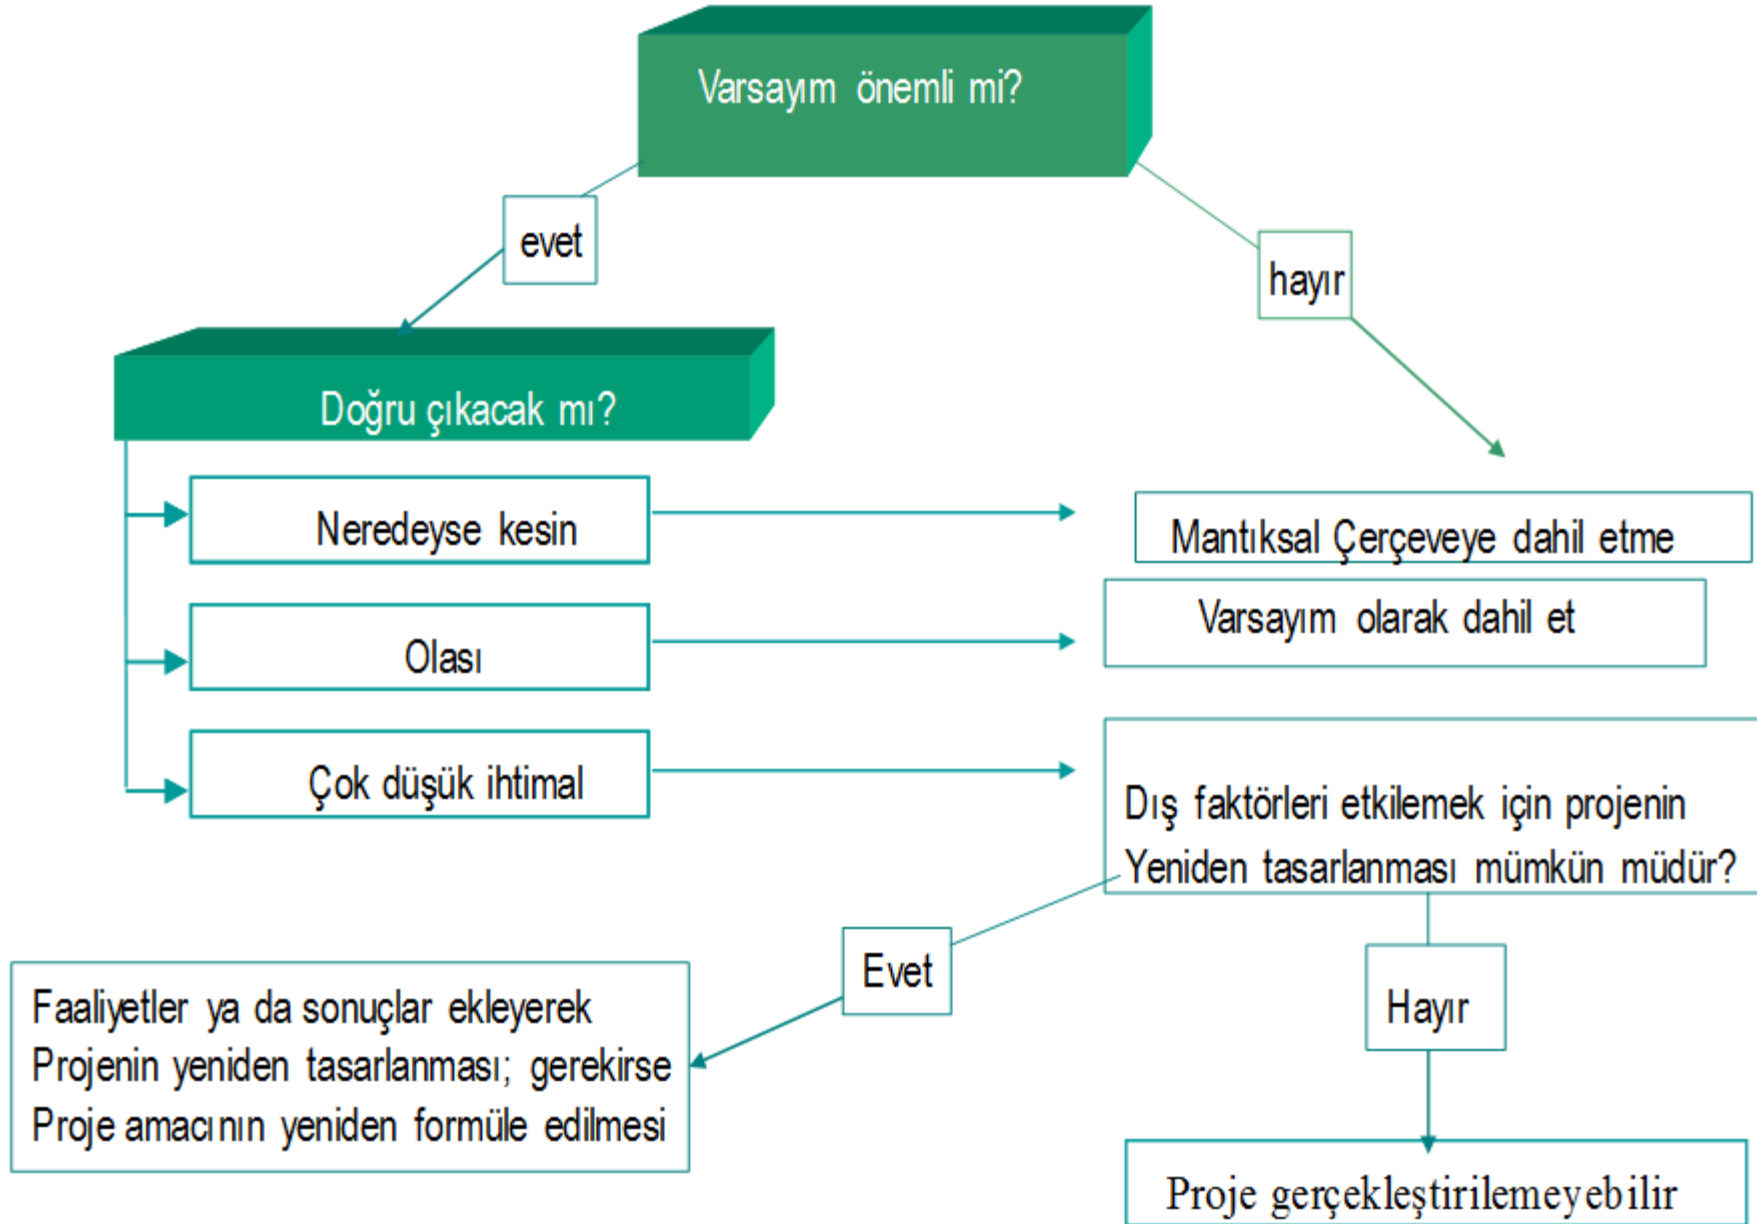 Varsayım önemli mi?
evet
hayır
Doğru çıkacak mı?
Neredeyse kesin
Mantıksal Çerçeveye dahil etme
Olası
Varsayım olarak dahil et
Çok düşük ihtimal
Dış faktörleri etkilemek için projenin
Yeniden tasarlanması mümkün müdür?
Evet
Hayır
Faaliyetler ya da sonuçlar ekleyerek
Projenin yeniden tasarlanması; gerekirse
Proje amacının yeniden formüle edilmesi
Proje gerçekleştirilemeyebilir